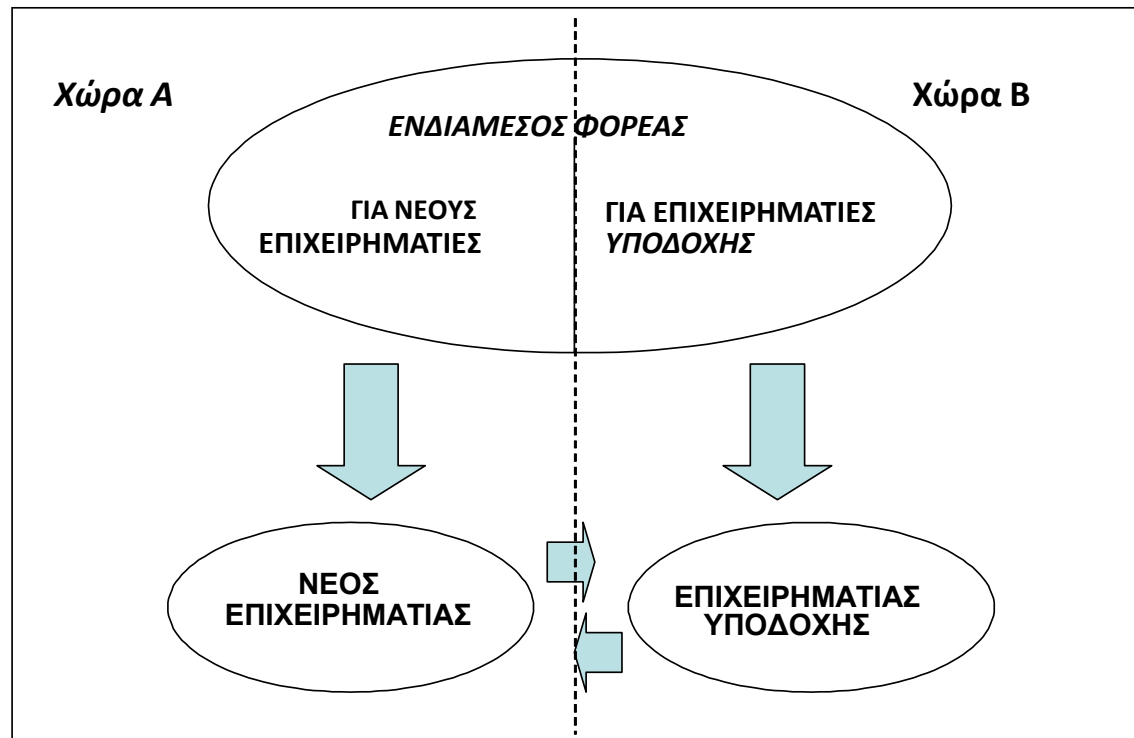 Χώρα Α
Χώρα Β
ΕΝΔΙΑΜΕΣΟΣ ΦΟΡΕΑΣ
ΓΙΑ ΝΕΟΥΣ
ΕΠΙΧΕΙΡΗΜΑΤΙΕΣ
ΓΙΑ ΕΠΙΧΕΙΡΗΜΑΤΙΕΣ
ΥΠΟΔΟΧΗΣ
ΝΕΟΣ
ΕΠΙΧΕΙΡΗΜΑΤΙΑΣ
ΕΠΙΧΕΙΡΗΜΑΤΙΑΣ
ΥΠΟΔΟΧΗΣ